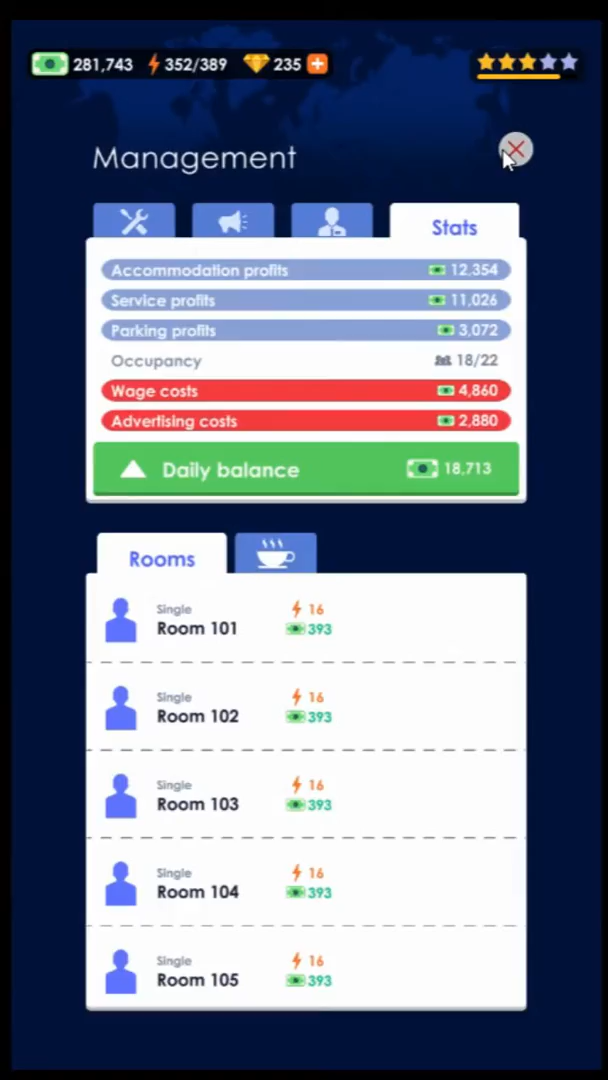 281,743 352/389 235
Management
Stats
Accommodation profits 12,354
Service profits 11,026
Parking profits 3,072
Occupancy 18/22
Wage costs 4,860
Advertising costs 2,880
Daily balance 18,713
Rooms
Single 16
Room 101 393
Single 16
Room 102 393
Single 16
Room 103 393
Single 16
Room 104 393
Single 16
Room 105 393